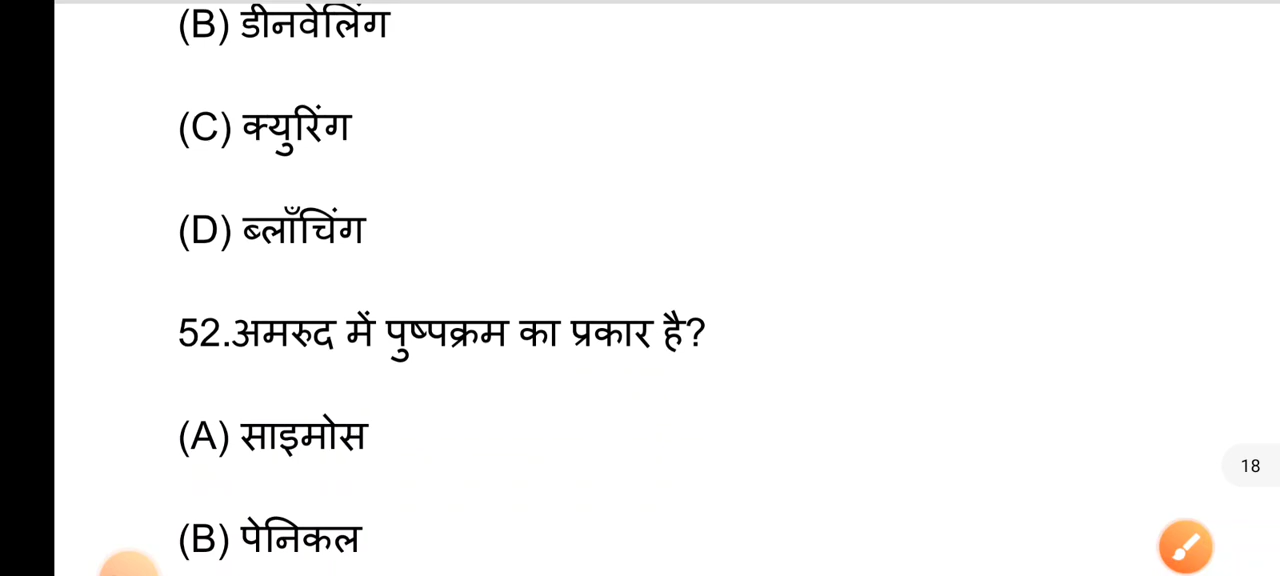 (B) डीनवेलिंग
(C) क्युरिंग
(D) ब्लाँचिंग
52.अमरुद में पुष्पक्रम का प्रकार है?
(A) साइमोस
18
(B) पेनिकल